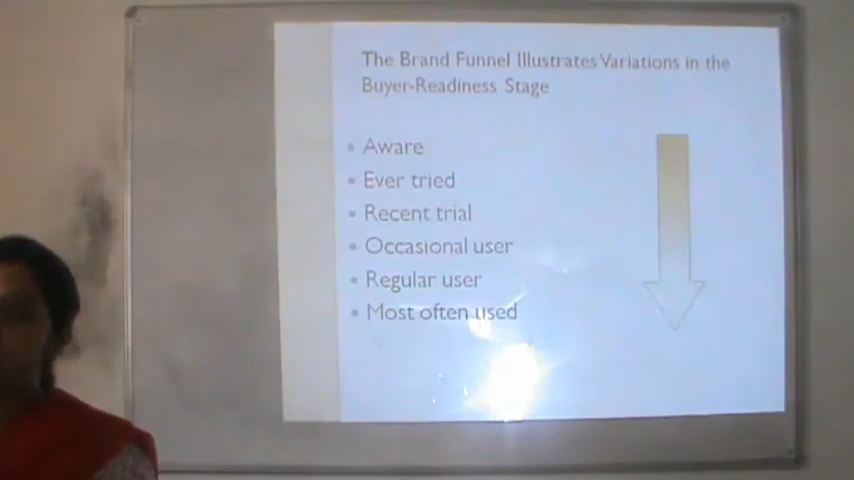 The Brand Funnel Illustrates Variations in the
Buyer-Readiness Stage
Aware
Ever tried
Recent trial
Occasional user
Regular user
Most often used